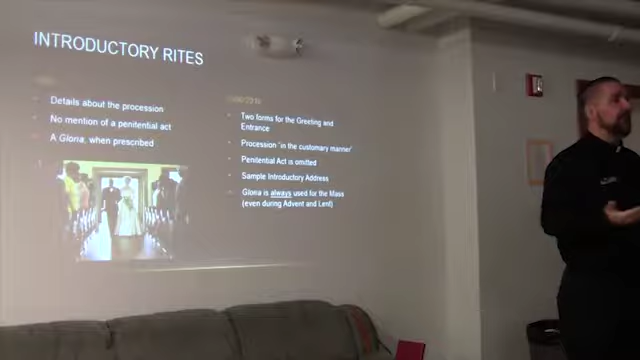 INTRODUCTORY RITES
Details about the procession
No mention of a penitential act
A Gloria, when prescribed
Two forms for the Greeting and
Entrance
Procession "in the customary manner"
Penitential Act is omitted
Sample Introductory Address
Gloria is always used for the Mass
(even during Advent and Lent)